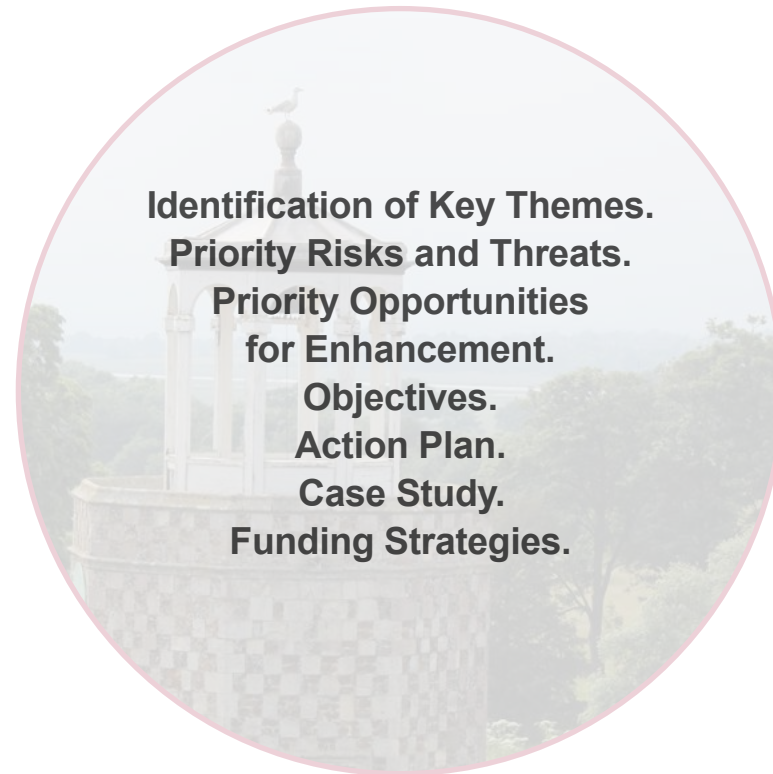 Identification of Key Themes.
Priority Risks and Threats.
Priority Opportunities
for Enhancement.
Objectives.
Action Plan.
Case Study.
Funding Strategies.